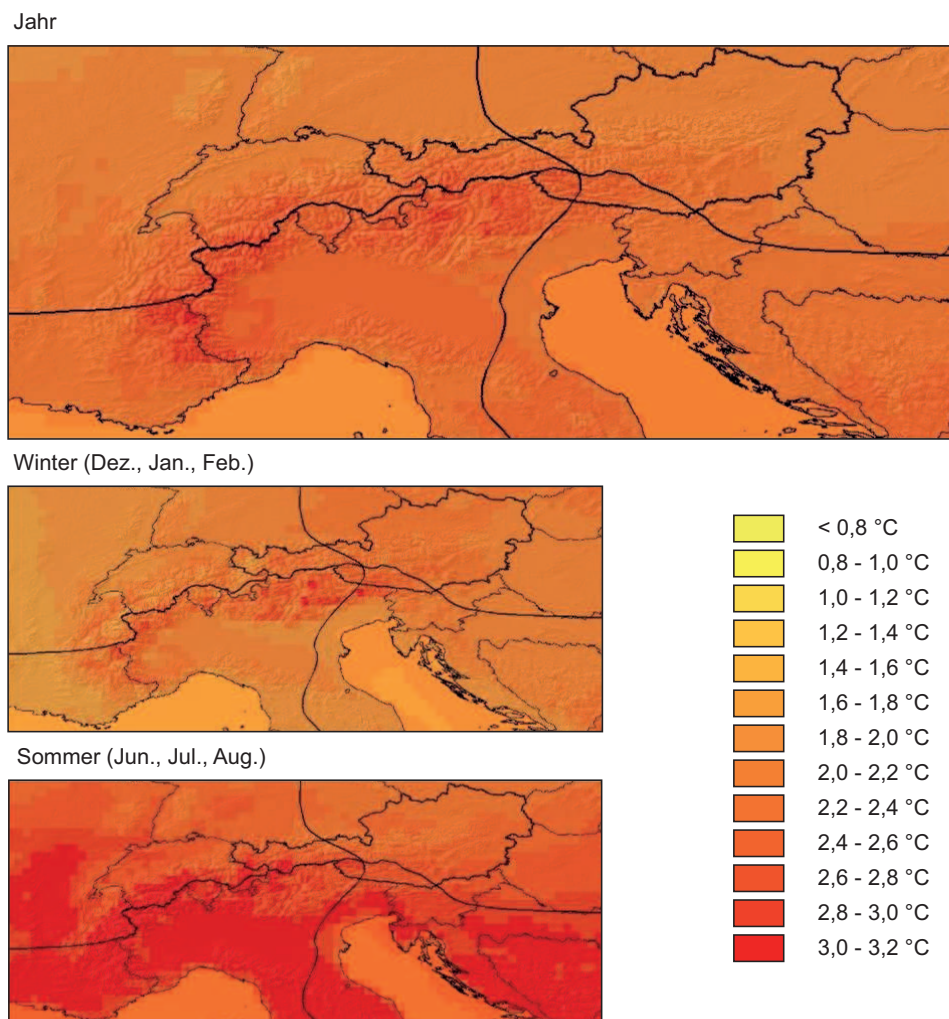 Jahr
Winter (Dez., Jan., Feb.)
Sommer (Jun., Jul., Aug.)
< 0,8 °C
0,8 - 1,0 °C
1,0 - 1,2 °C
1,2 - 1,4 °C
1,4 - 1,6 °C
1,6 - 1,8 °C
1,8 - 2,0 °C
2,0 - 2,2 °C
2,2 - 2,4 °C
2,4 - 2,6 °C
2,6 - 2,8 °C
2,8 - 3,0 °C
3,0 - 3,2 °C